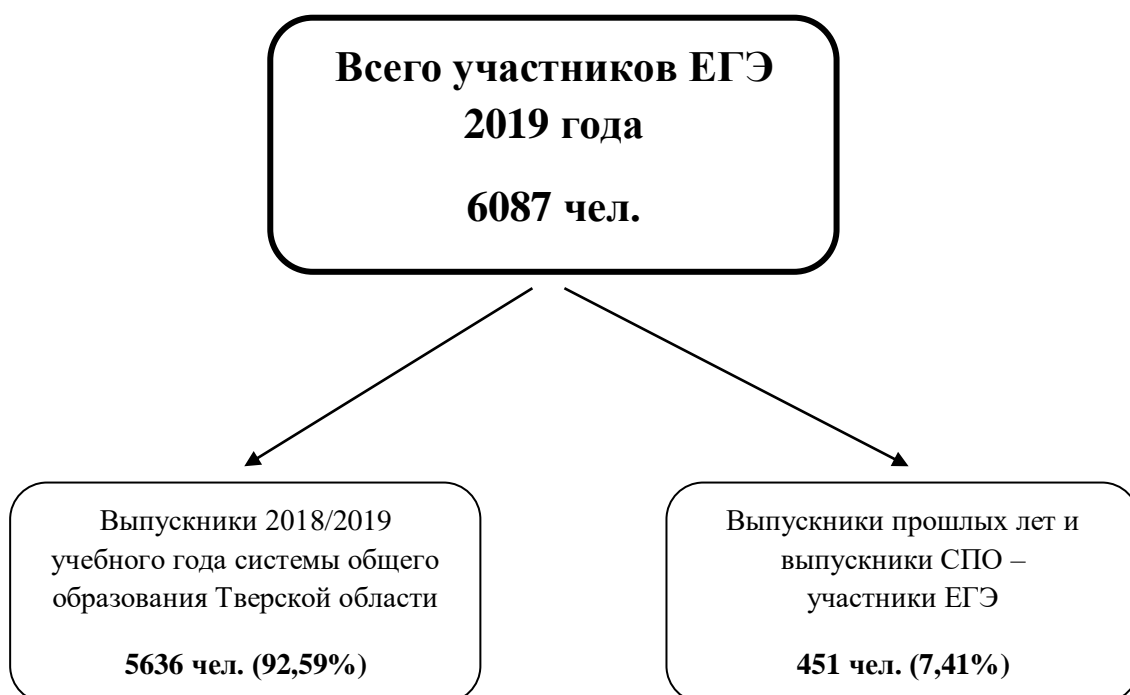 Всего участников ЕГЭ
2019 года
6087 чел.
Выпускники 2018/2019
учебного года системы общего
образования Тверской области
5636 чел. (92,59%)
Выпускники прошлых лет и
выпускники СПО –
участники ЕГЭ
451 чел. (7,41%)